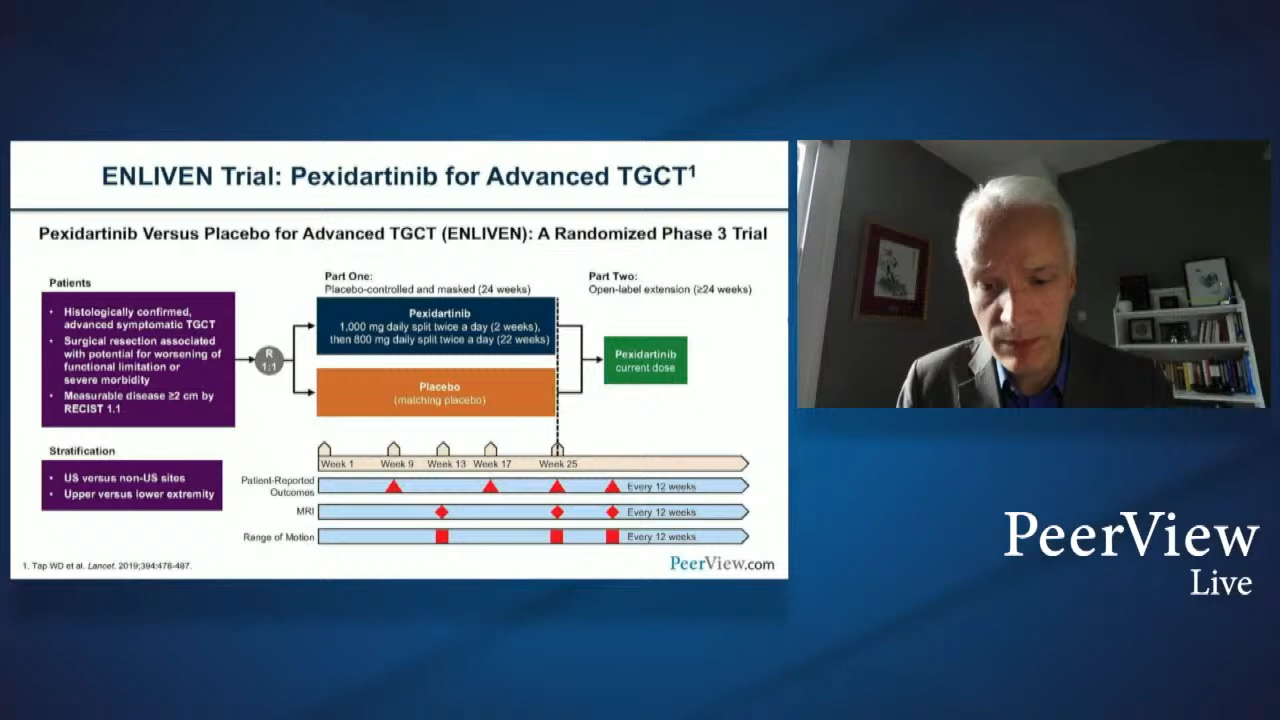 ENLIVEN Trial: Pexidartinib for Advanced TGCT¹
Pexidartinib Versus Placebo for Advanced TGCT (ENLIVEN): A Randomized Phase 3 Trial
Patients
• Histologically confirmed,
advanced symptomatic TGCT
• Surgical resection associated
with potential for worsening of
functional limitation or
severe morbidity
• Measurable disease ≥2 cm by
RECIST 1.1
Stratification
• US versus non-US sites
• Upper versus lower extremity
R
1:1
Part One:
Placebo-controlled and masked (24 weeks)
Pexidartinib
1,000 mg daily split twice a day (2 weeks),
then 800 mg daily split twice a day (22 weeks)
Placebo
(matching placebo)
Part Two:
Open-label extension (≥24 weeks)
Pexidartinib
current dose
Week 1 Week 9 Week 13 Week 17 Week 25
Patient-Reported
Outcomes
Every 12 weeks
MRI
Every 12 weeks
Range of Motion
Every 12 weeks
1. Tap WD et al. Lancet. 2019;394:478-487.
PeerView.com
PeerView
Live